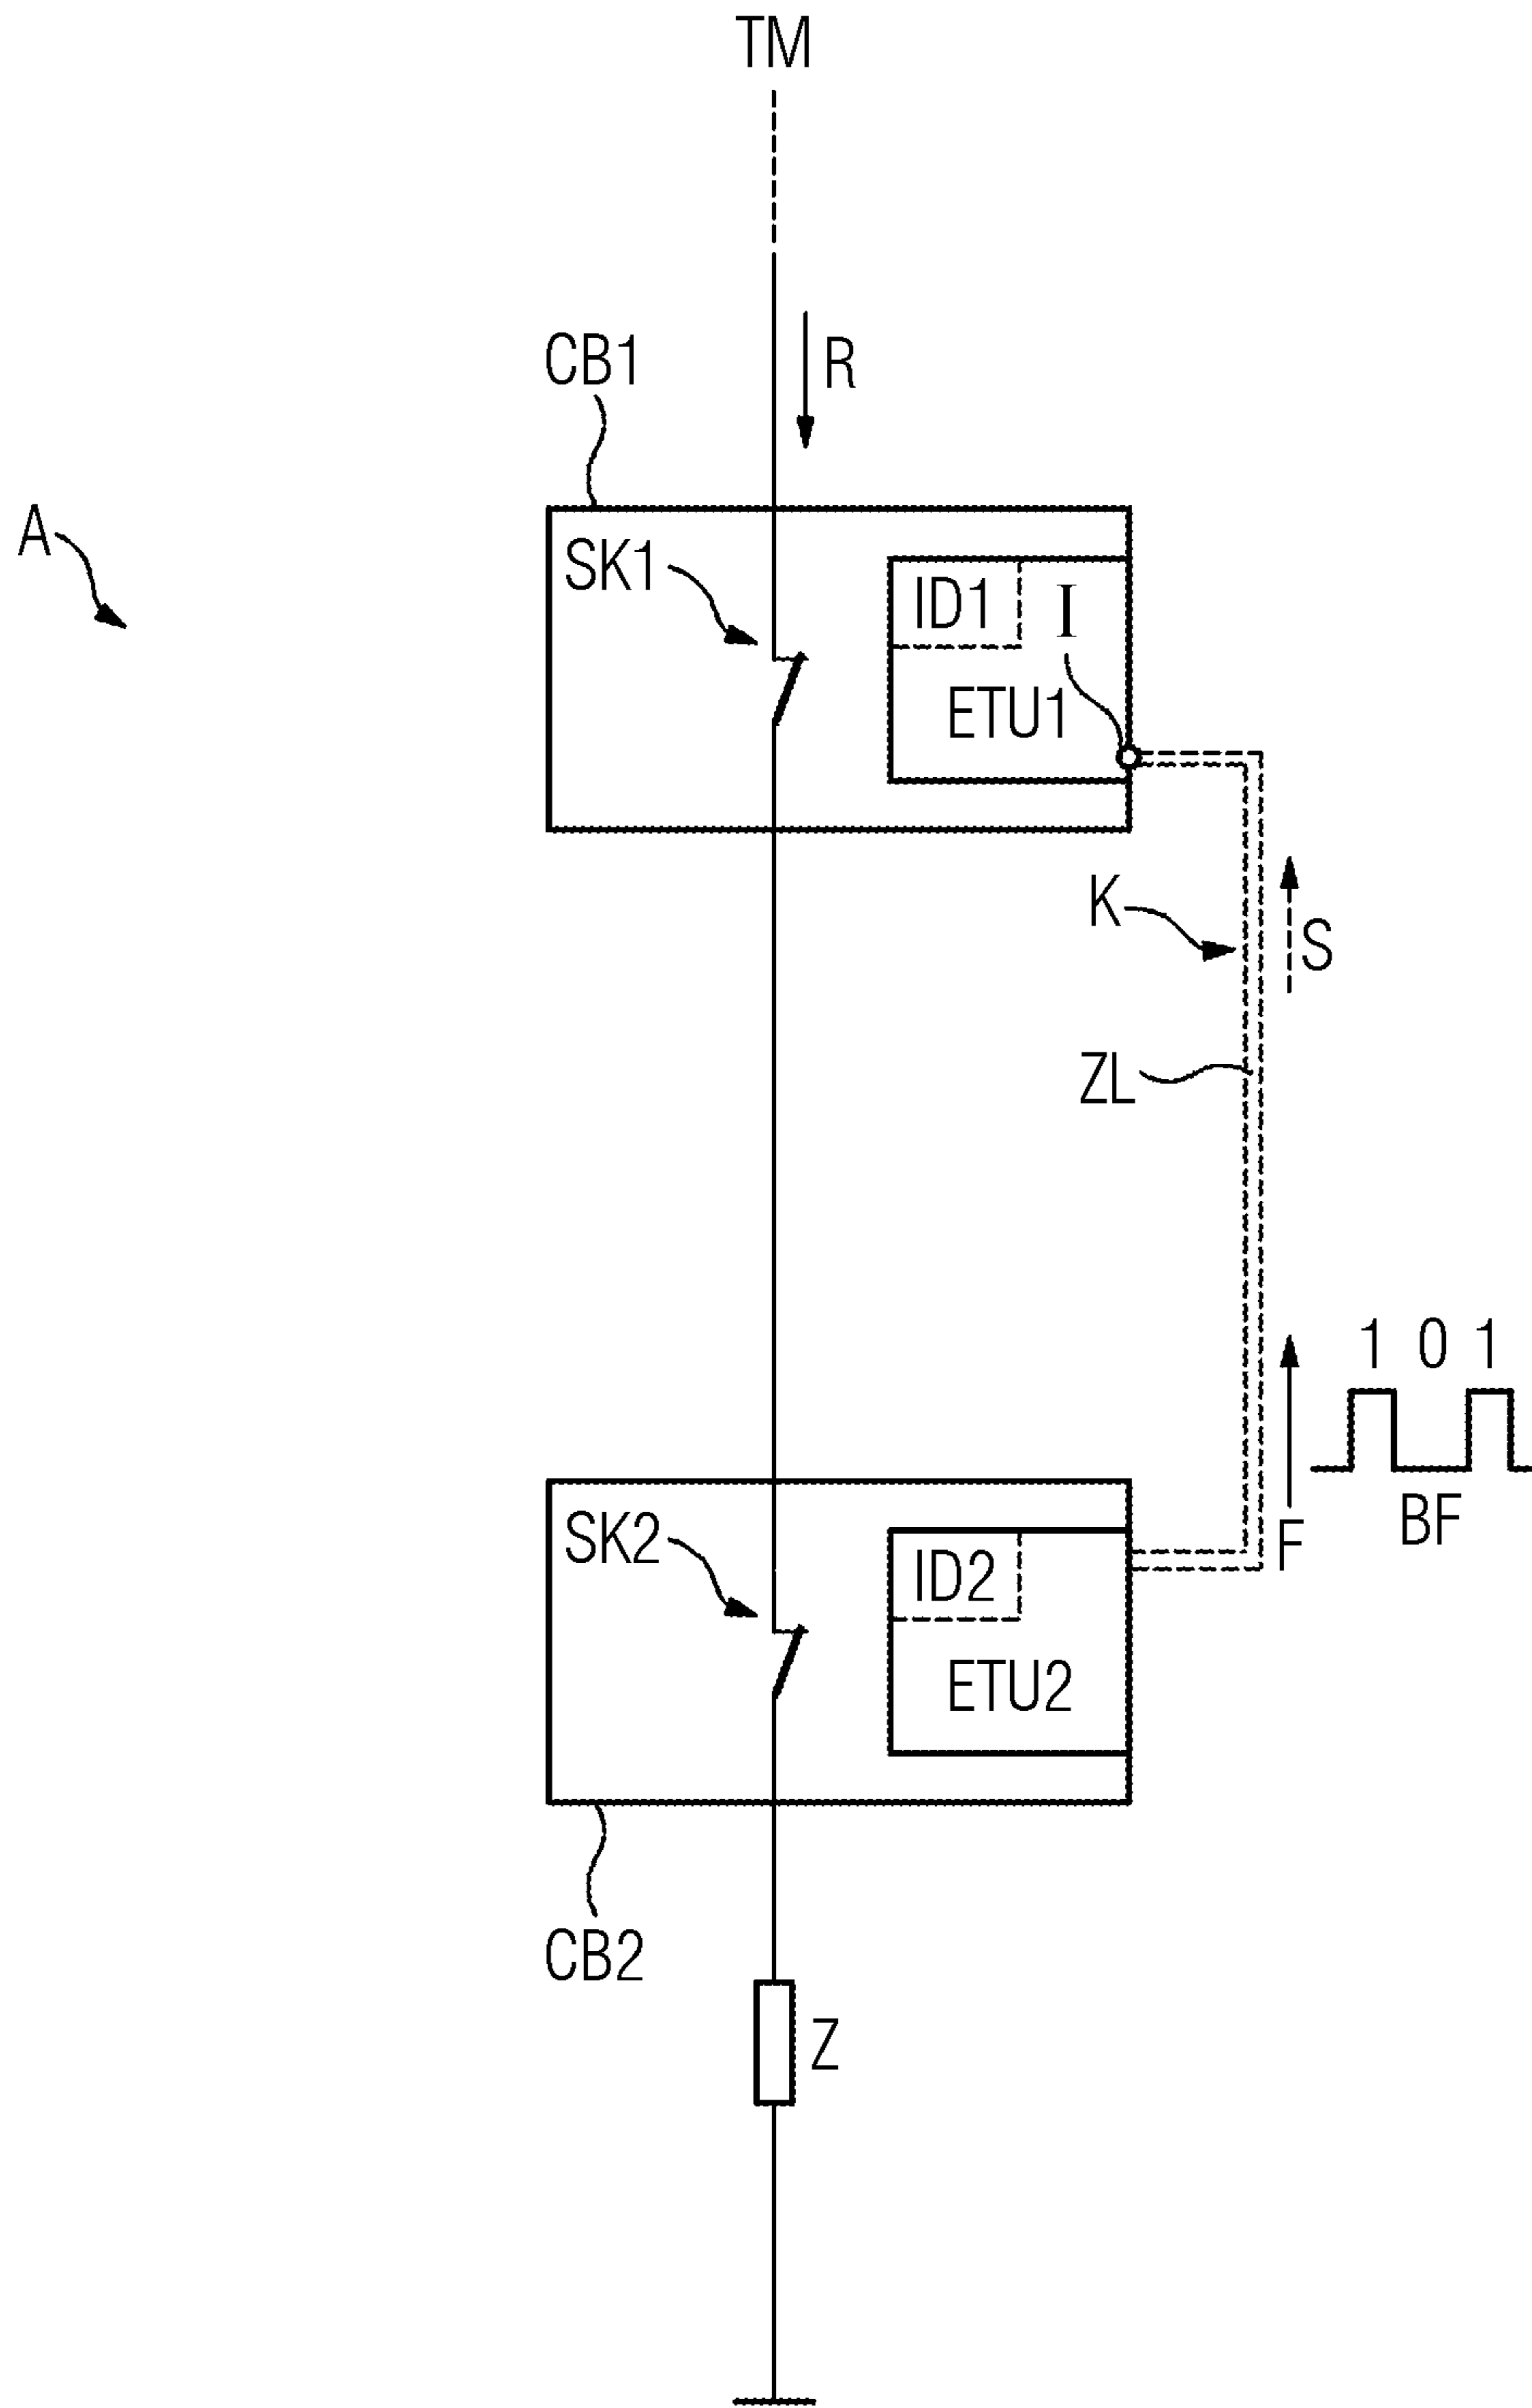 TM
CB1
R
A
SK1
ID1
I
ETU1
K
S
ZL
1 0 1
BF
F
SK2
ID2
ETU2
CB2
Z